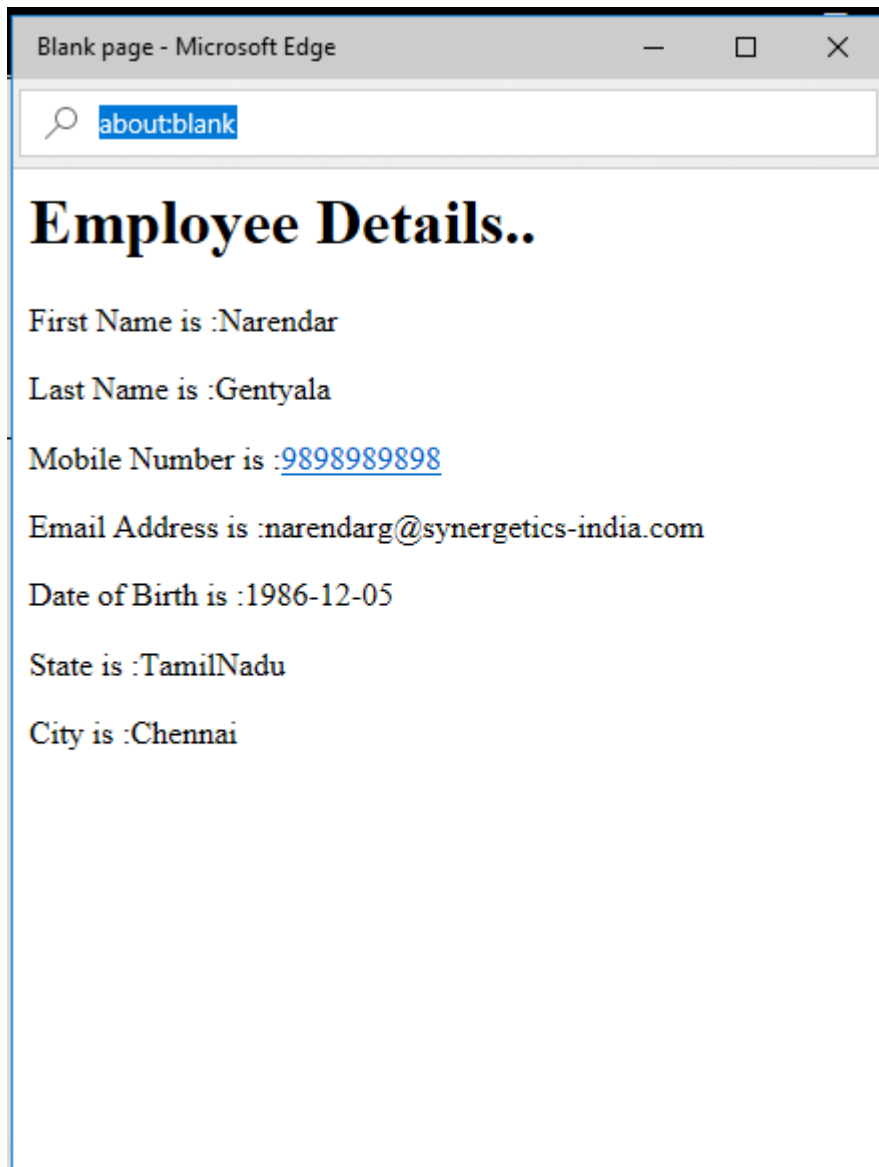 Blank page - Microsoft Edge
about:blank
Employee Details..
First Name is :Narendar
Last Name is :Gentyala
Mobile Number is :9898989898
Email Address is :narendarg@synergetics-india.com
Date of Birth is :1986-12-05
State is :TamilNadu
City is :Chennai